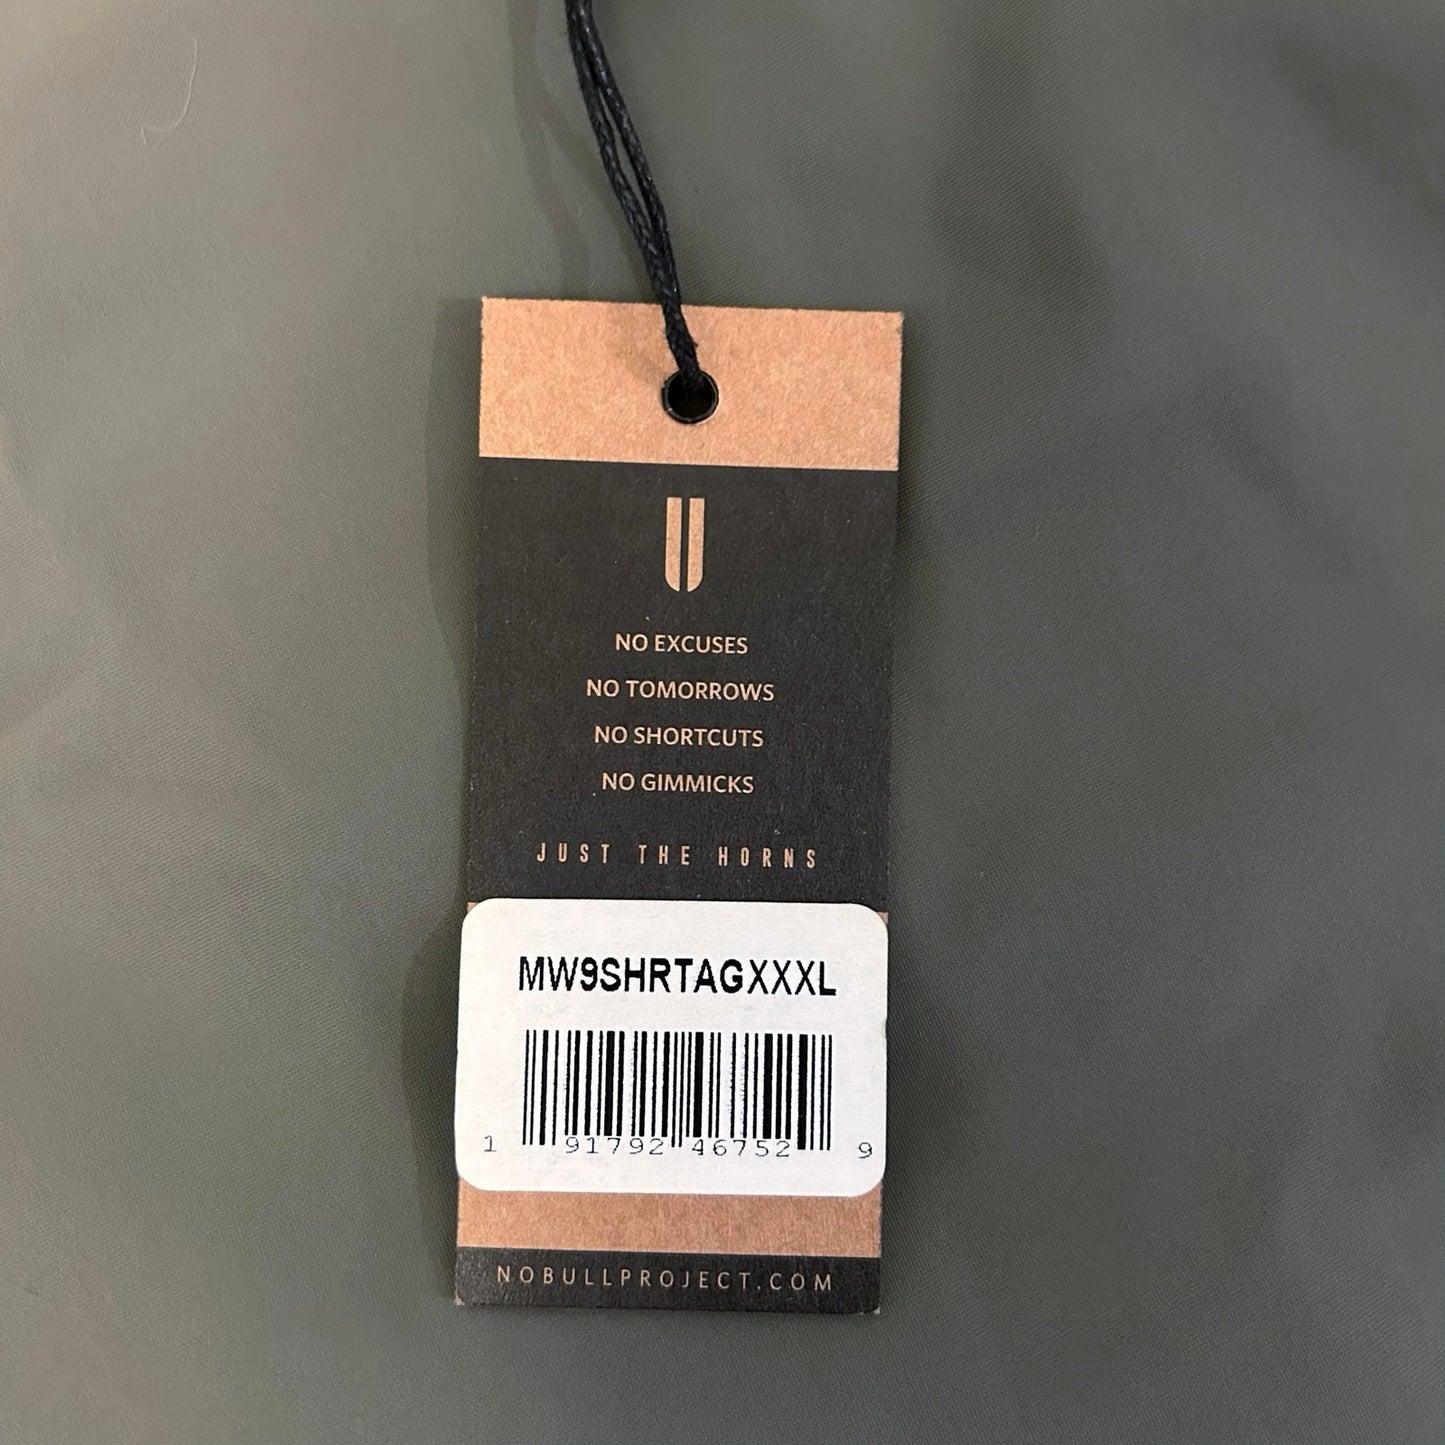 NO EXCUSES
NO TOMORROWS
NO SHORTCUTS
NO GIMMICKS
JUST THE HORNS
MW9SHRTAGXXXL
1 91792 46752 9
NOBULLPROJECT.COM